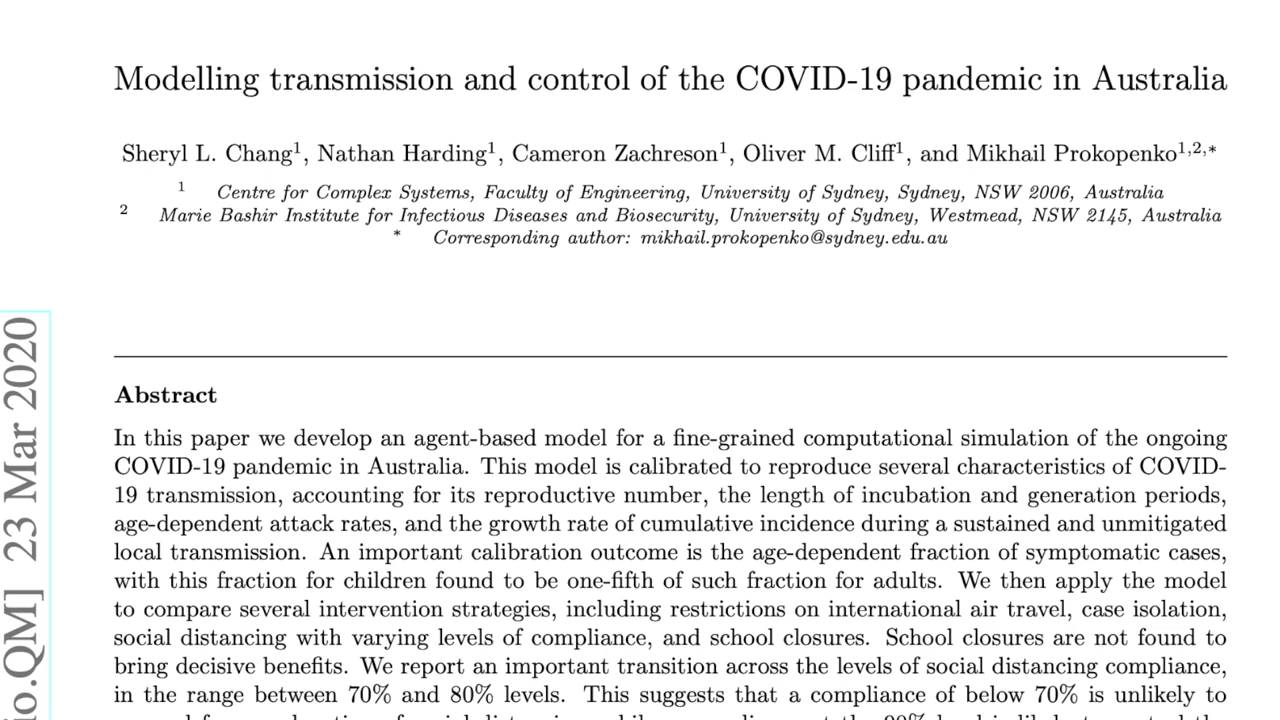 Modelling transmission and control of the COVID-19 pandemic in Australia
Sheryl L. Chang1, Nathan Harding1, Cameron Zachreson1, Oliver M. Cliff1, and Mikhail Prokopenko1,2,*
1 Centre for Complex Systems, Faculty of Engineering, University of Sydney, Sydney, NSW 2006, Australia
2 Marie Bashir Institute for Infectious Diseases and Biosecurity, University of Sydney, Westmead, NSW 2145, Australia
* Corresponding author: mikhail.prokopenko@sydney.edu.au
io.QM] 23 Mar 2020
Abstract
In this paper we develop an agent-based model for a fine-grained computational simulation of the ongoing
COVID-19 pandemic in Australia. This model is calibrated to reproduce several characteristics of COVID-
19 transmission, accounting for its reproductive number, the length of incubation and generation periods,
age-dependent attack rates, and the growth rate of cumulative incidence during a sustained and unmitigated
local transmission. An important calibration outcome is the age-dependent fraction of symptomatic cases,
with this fraction for children found to be one-fifth of such fraction for adults. We then apply the model
to compare several intervention strategies, including restrictions on international air travel, case isolation,
social distancing with varying levels of compliance, and school closures. School closures are not found to
bring decisive benefits. We report an important transition across the levels of social distancing compliance,
in the range between 70% and 80% levels. This suggests that a compliance of below 70% is unlikely to